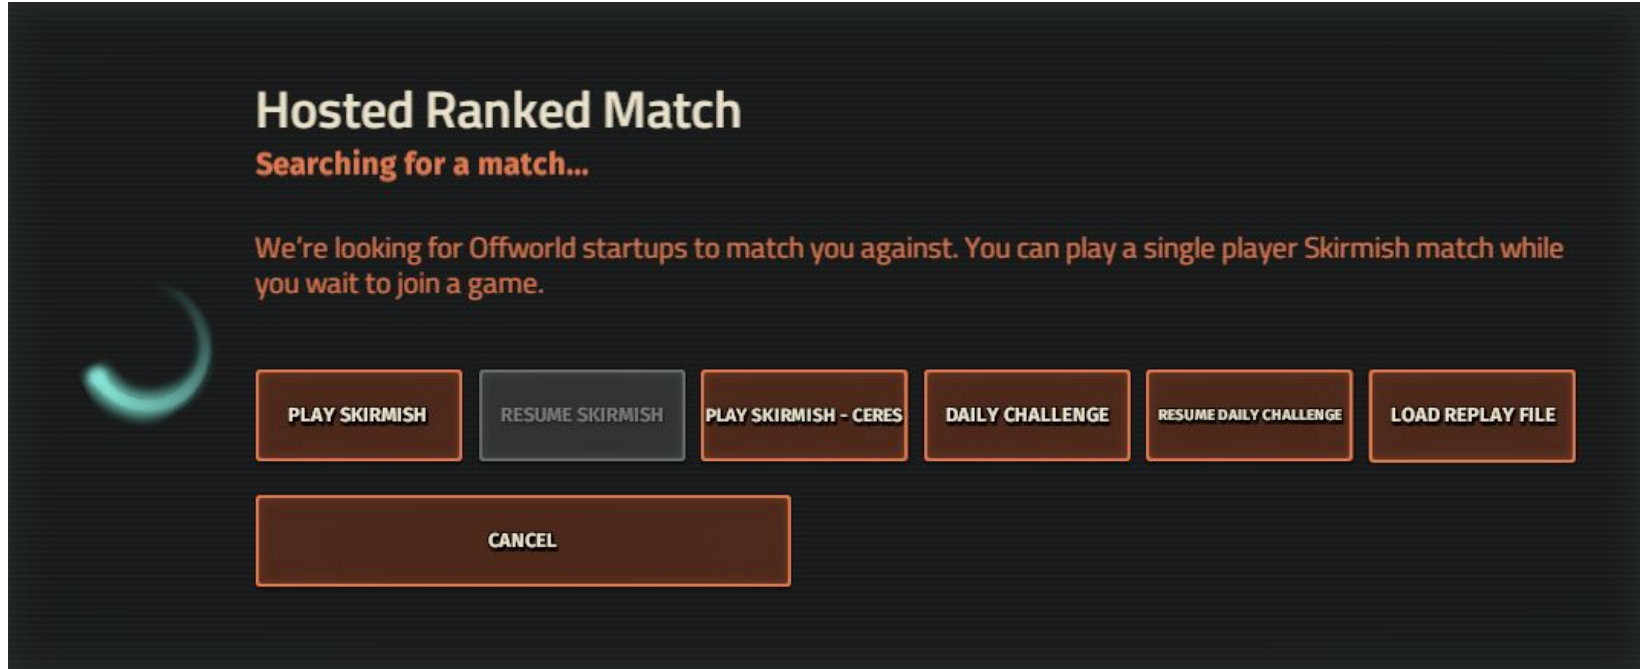 Hosted Ranked Match
Searching for a match...
We're looking for Offworld startups to match you against. You can play a single player Skirmish match while
you wait to join a game.
PLAY SKIRMISH
RESUME SKIRMISH
PLAY SKIRMISH - CERES
DAILY CHALLENGE
RESUME DAILY CHALLENGE
LOAD REPLAY FILE
CANCEL